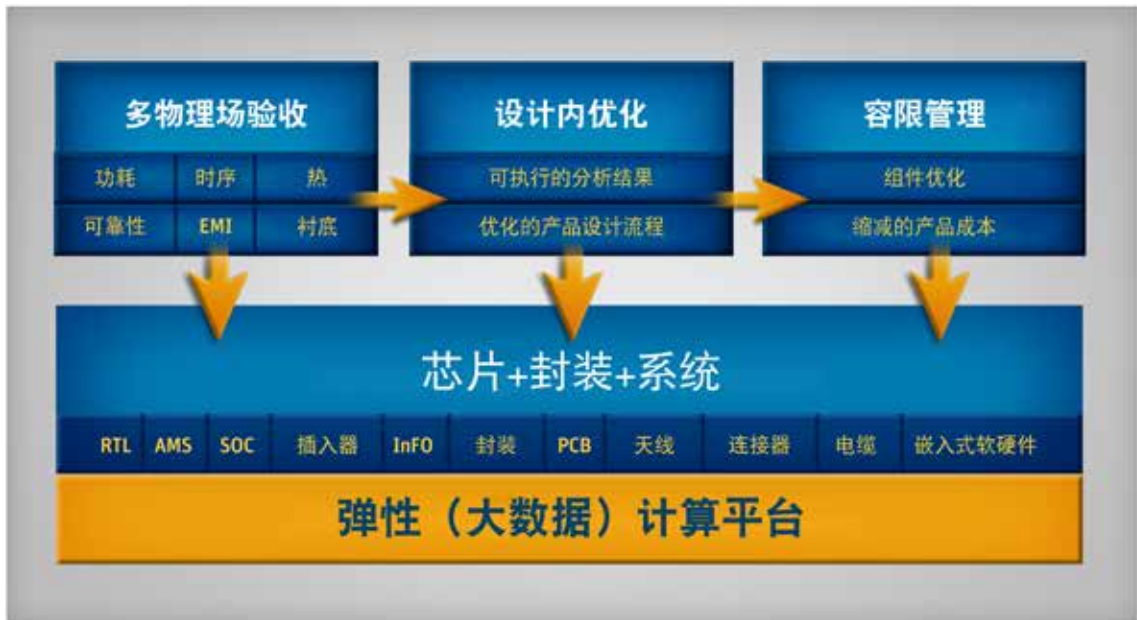 多物理场验收
功耗 时序 热
可靠性 EMI 衬底
设计内优化
可执行的分析结果
优化的产品设计流程
容限管理
组件优化
缩减的产品成本
芯片+封装+系统
RTL AMS SOC 插入器 InFO 封装 PCB 天线 连接器 电缆 嵌入式软硬件
弹性（大数据）计算平台